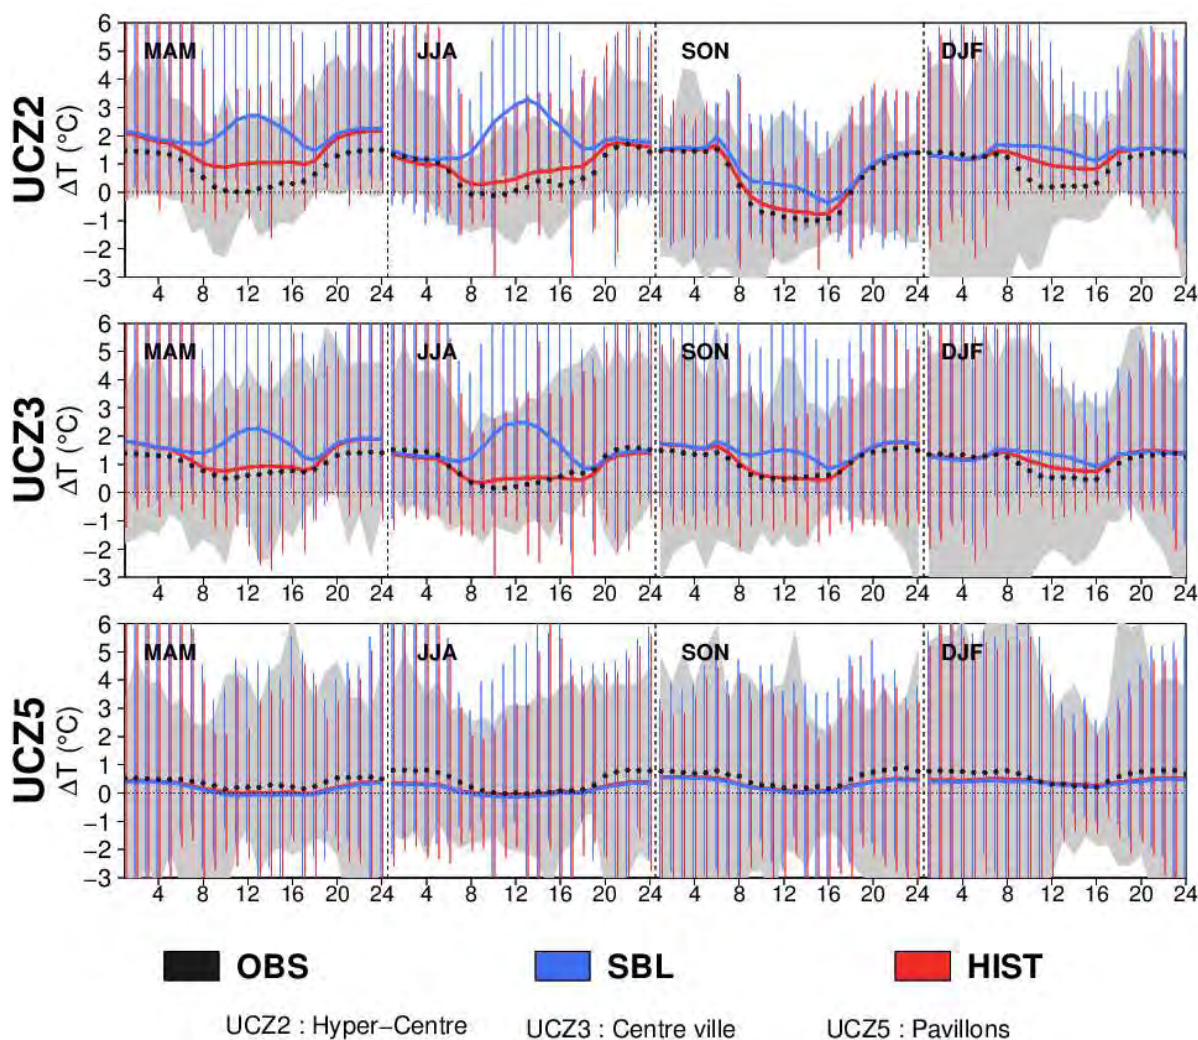 UCZ2
ΔT (°C)
6
5
4
3
2
1
0
−1
−2
−3
MAM JJA SON DJF
4 8 12 16 20 24 4 8 12 16 20 24 4 8 12 16 20 24 4 8 12 16 20 24
UCZ3
ΔT (°C)
6
5
4
3
2
1
0
−1
−2
−3
MAM JJA SON DJF
4 8 12 16 20 24 4 8 12 16 20 24 4 8 12 16 20 24 4 8 12 16 20 24
UCZ5
ΔT (°C)
6
5
4
3
2
1
0
−1
−2
−3
MAM JJA SON DJF
4 8 12 16 20 24 4 8 12 16 20 24 4 8 12 16 20 24 4 8 12 16 20 24
OBS SBL HIST
UCZ2 : Hyper−Centre UCZ3 : Centre ville UCZ5 : Pavillons